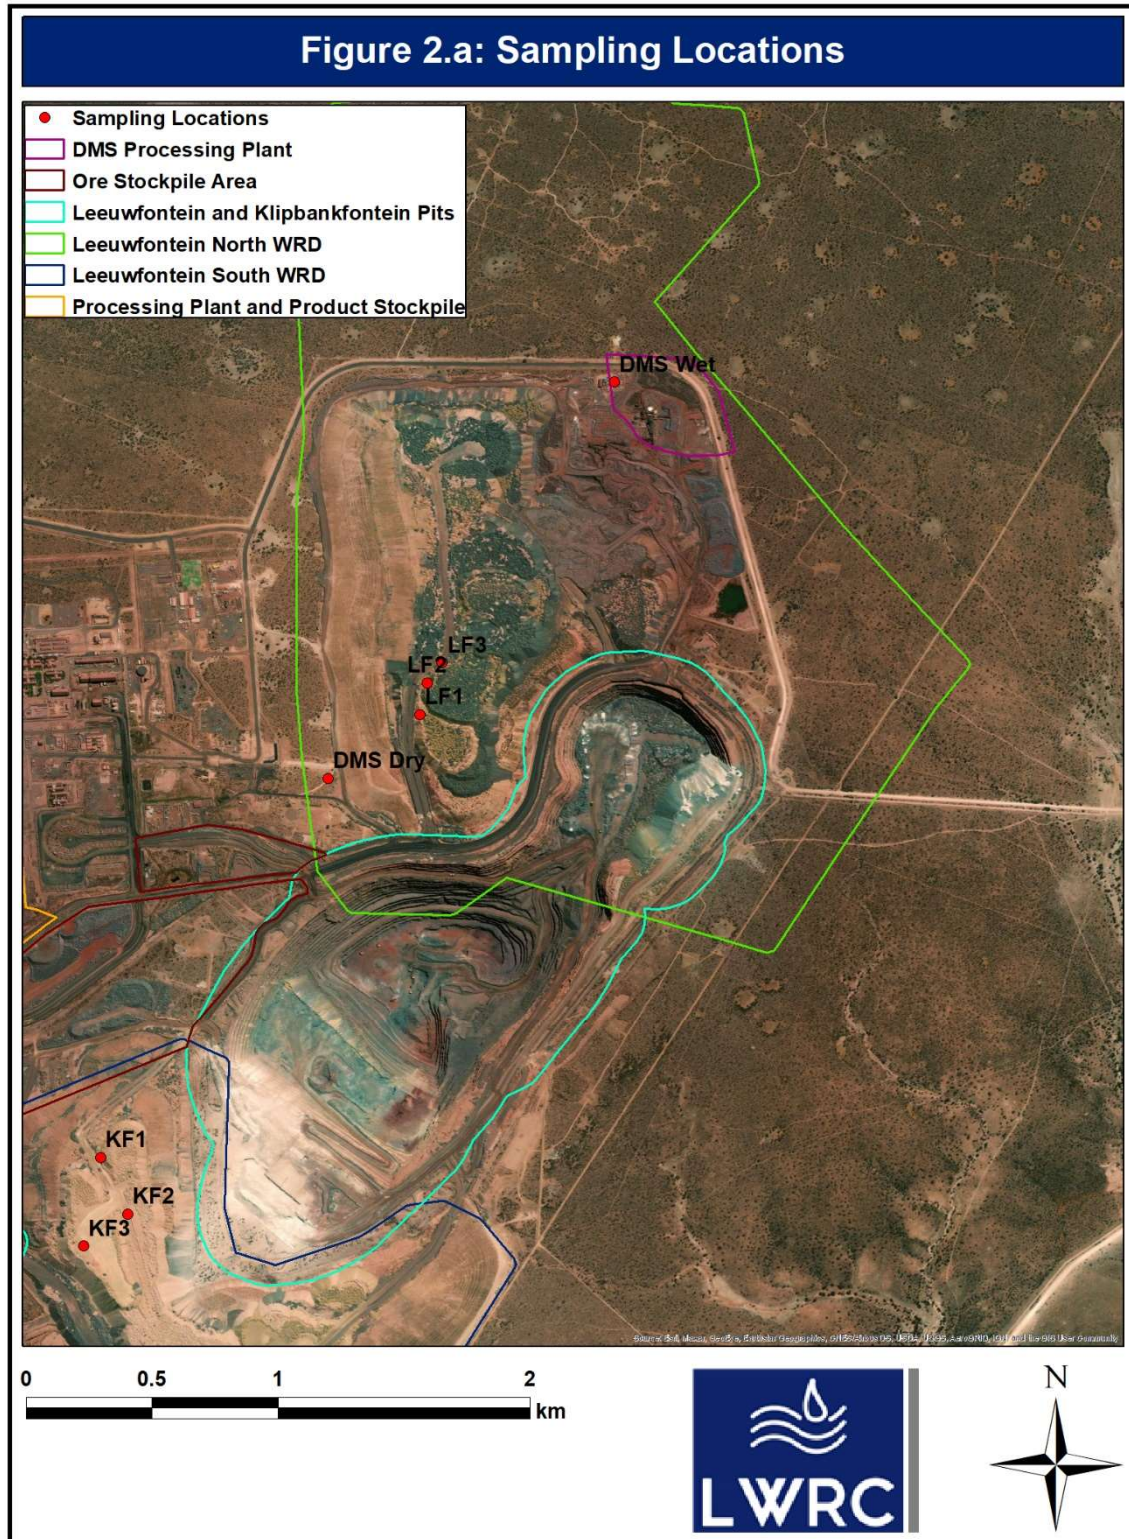 Figure 2.a: Sampling Locations
Sampling Locations
DMS Processing Plant
Ore Stockpile Area
Leeuwfontein and Klipbankfontein Pits
Leeuwfontein North WRD
Leeuwfontein South WRD
Processing Plant and Product Stockpile
DMS Wet
LF3
LF2
LF1
DMS Dry
KF1
KF2
KF3
0 0.5 1 2
km
N
LWRC